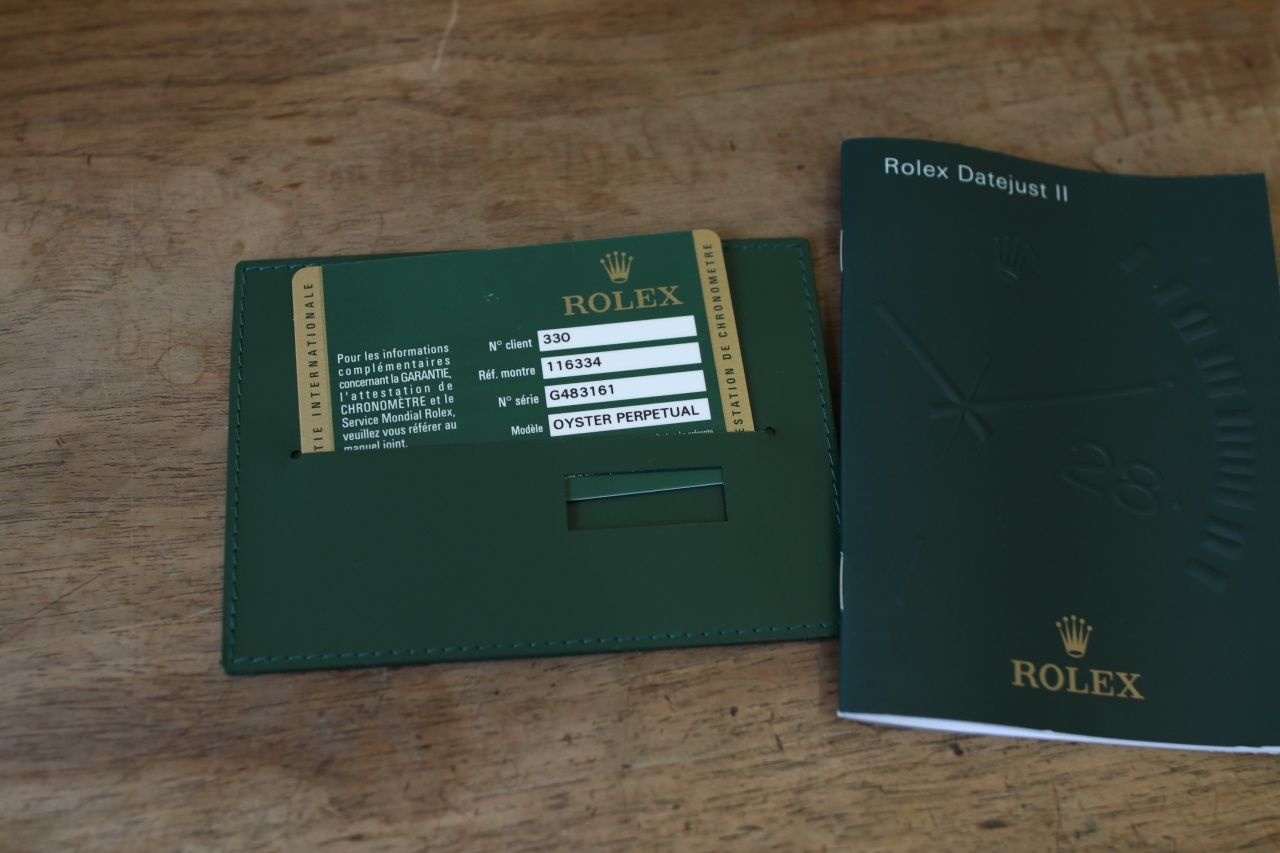 TIE INTERNATIONALE
ROLEX
Pour les informations
complémentaires
concernant la GARANTIE,
l'attestation de
CHRONOMÈTRE et le
Service Mondial Rolex,
veuillez vous référer au
manuel joint.
N° client 330
Réf. montre 116334
N° série G483161
Modèle OYSTER PERPETUAL
ESTATION DE CHRONOMETRE
Rolex Datejust II
28
ROLEX